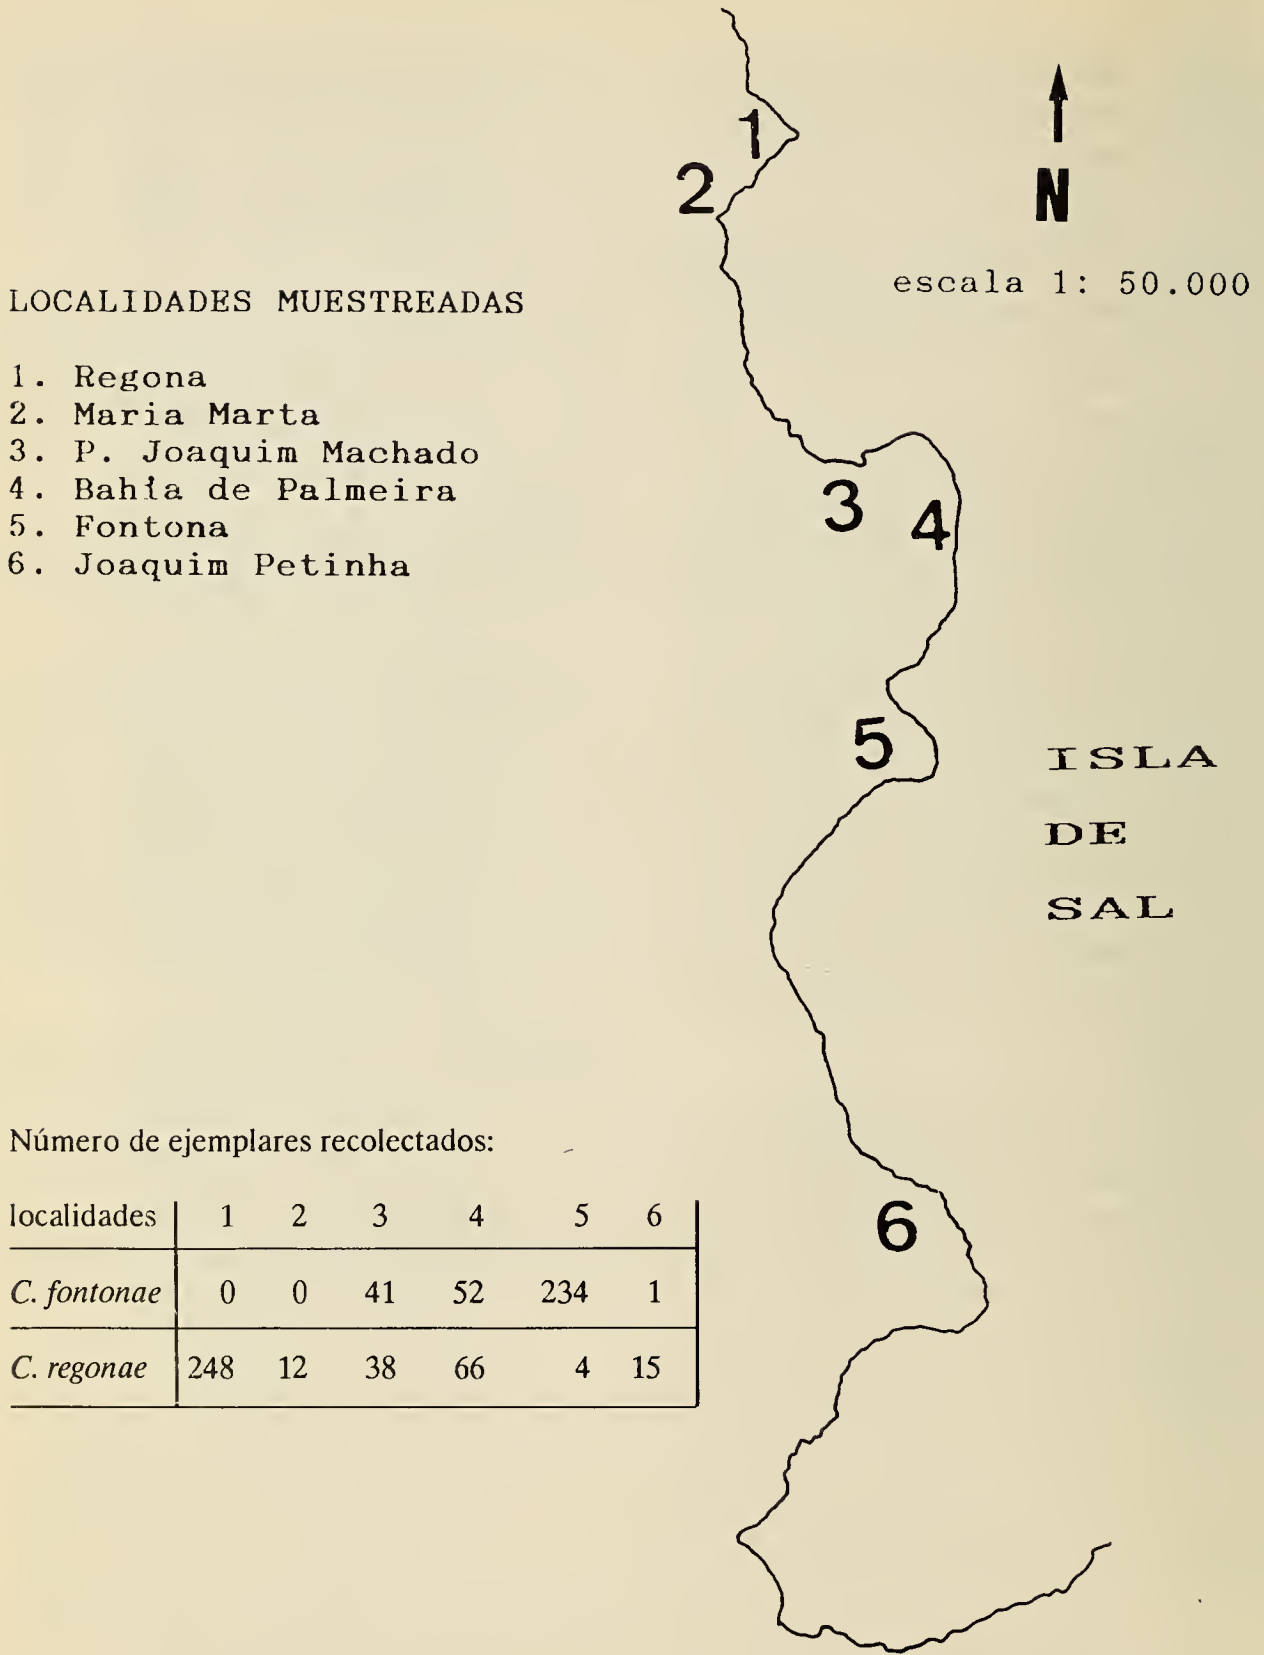 1
2
N
escala 1: 50.000
LOCALIDADES MUESTREADAS
1. Regona
2. Maria Marta
3. P. Joaquim Machado
4. Bahía de Palmeira
5. Fontona
6. Joaquim Petinha
3
4
5
ISLA
DE
SAL
Número de ejemplares recolectados:
localidades 1 2 3 4 5 6
C. fontonae 0 0 41 52 234 1
C. regonae 248 12 38 66 4 15
6